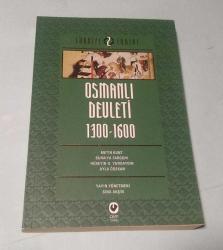 TÜRKİYE 2 TARİHİ
OSMANLI
DEVLETİ
1300-1600
METİN KUNT
SURAİYA FAROQHI
HÜSEYİN G. YURDAYDIN
AYLA ÖDEKAN
YAYIN YÖNETMENİ
SİNA AKŞİN